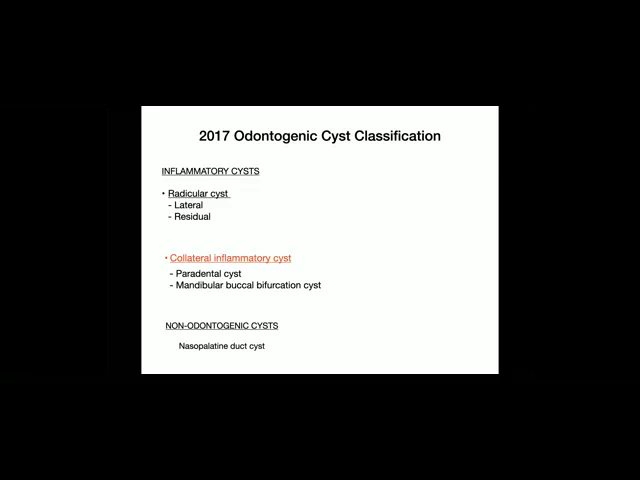 2017 Odontogenic Cyst Classification
INFLAMMATORY CYSTS
• Radicular cyst
- Lateral
- Residual
• Collateral inflammatory cyst
- Paradental cyst
- Mandibular buccal bifurcation cyst
NON-ODONTOGENIC CYSTS
Nasopalatine duct cyst